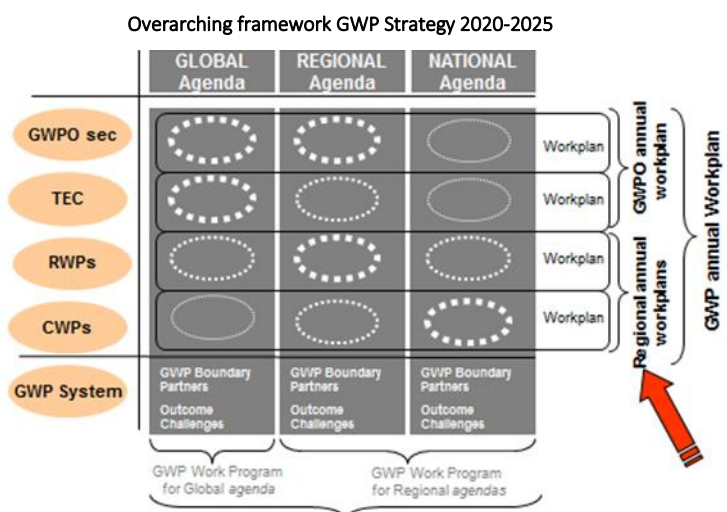 Overarching framework GWP Strategy 2020-2025
GLOBAL
Agenda
REGIONAL
Agenda
NATIONAL
Agenda
GWPO sec
Workplan
TEC
Workplan
RWPs
Workplan
CWPs
Workplan
GWPO annual
workplan
Regional annual
workplans
GWP annual Workplan
GWP System
GWP Boundary
Partners
Outcome
Challenges
GWP Boundary
Partners
Outcome
Challenges
GWP Boundary
Partners
Outcome
Challenges
GWP Work Program
for Global agenda
GWP Work Program
for Regional agendas